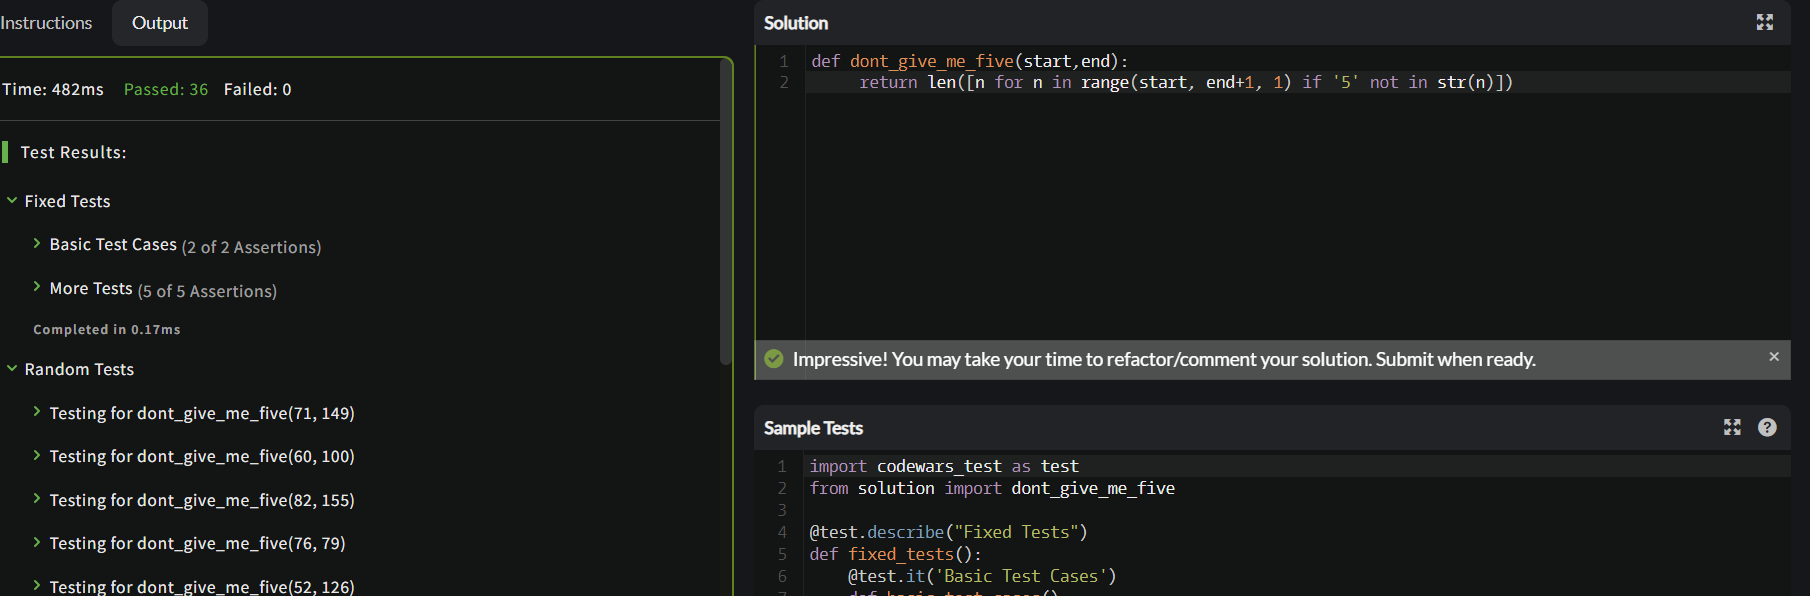 Instructions
Output
Time: 482ms Passed: 36 Failed: 0
Test Results:
Fixed Tests
Basic Test Cases (2 of 2 Assertions)
More Tests (5 of 5 Assertions)
Completed in 0.17ms
Random Tests
Testing for dont_give_me_five(71, 149)
Testing for dont_give_me_five(60, 100)
Testing for dont_give_me_five(82, 155)
Testing for dont_give_me_five(76, 79)
Testing for dont_give_me_five(52, 126)
Solution
1 def dont_give_me_five(start,end):
2 return len([n for n in range(start, end+1, 1) if '5' not in str(n)])
Impressive! You may take your time to refactor/comment your solution. Submit when ready.
Sample Tests
1 import codewars_test as test
2 from solution import dont_give_me_five
3
4 @test.describe("Fixed Tests")
5 def fixed_tests():
6 @test.it('Basic Test Cases')